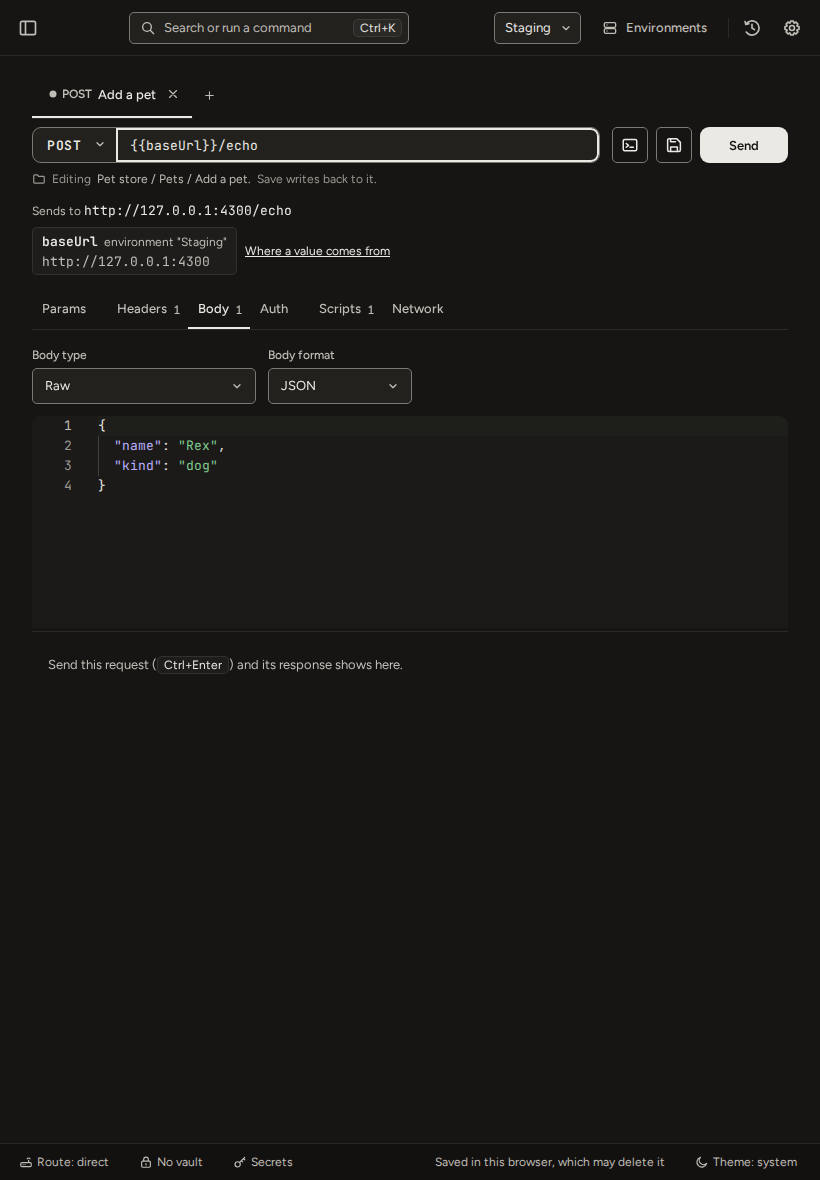 Search or run a command Ctrl+K Staging Environments
POST Add a pet
POST {{baseUrl}}/echo Send
Editing Pet store / Pets / Add a pet. Save writes back to it.
Sends to http://127.0.0.1:4300/echo
baseUrl environment "Staging"
http://127.0.0.1:4300
Where a value comes from
Params Headers 1 Body 1 Auth Scripts 1 Network
Body type Body format
Raw JSON
1 {
2 "name": "Rex",
3 "kind": "dog"
4 }
Send this request (Ctrl+Enter) and its response shows here.
Route: direct No vault Secrets Saved in this browser, which may delete it Theme: system